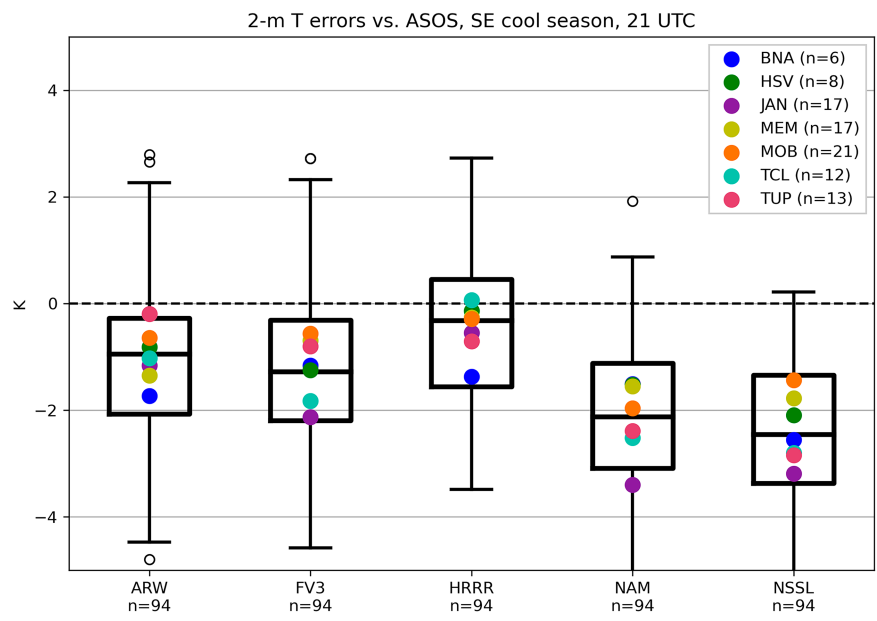 2-m T errors vs. ASOS, SE cool season, 21 UTC
BNA (n=6)
HSV (n=8)
JAN (n=17)
MEM (n=17)
MOB (n=21)
TCL (n=12)
TUP (n=13)
K
4
2
0
−2
−4
ARW
n=94
FV3
n=94
HRRR
n=94
NAM
n=94
NSSL
n=94